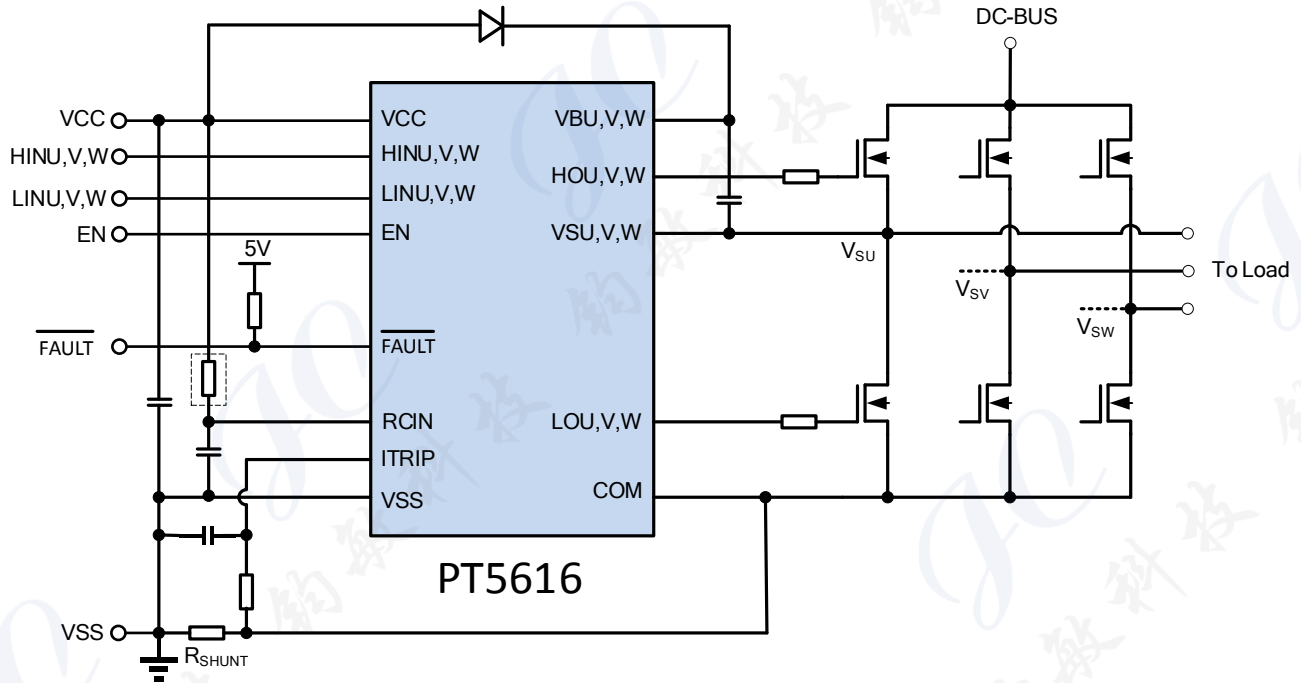 DC-BUS
VCC
HINU,V,W
LINU,V,W
EN
5V
FAULT
VSS
VCC
HINU,V,W
LINU,V,W
EN
FAULT
RCIN
ITRIP
VSS
VBU,V,W
HOU,V,W
VSU,V,W
LOU,V,W
COM
VSU
VSV
VSW
To Load
PT5616
RSHUNT